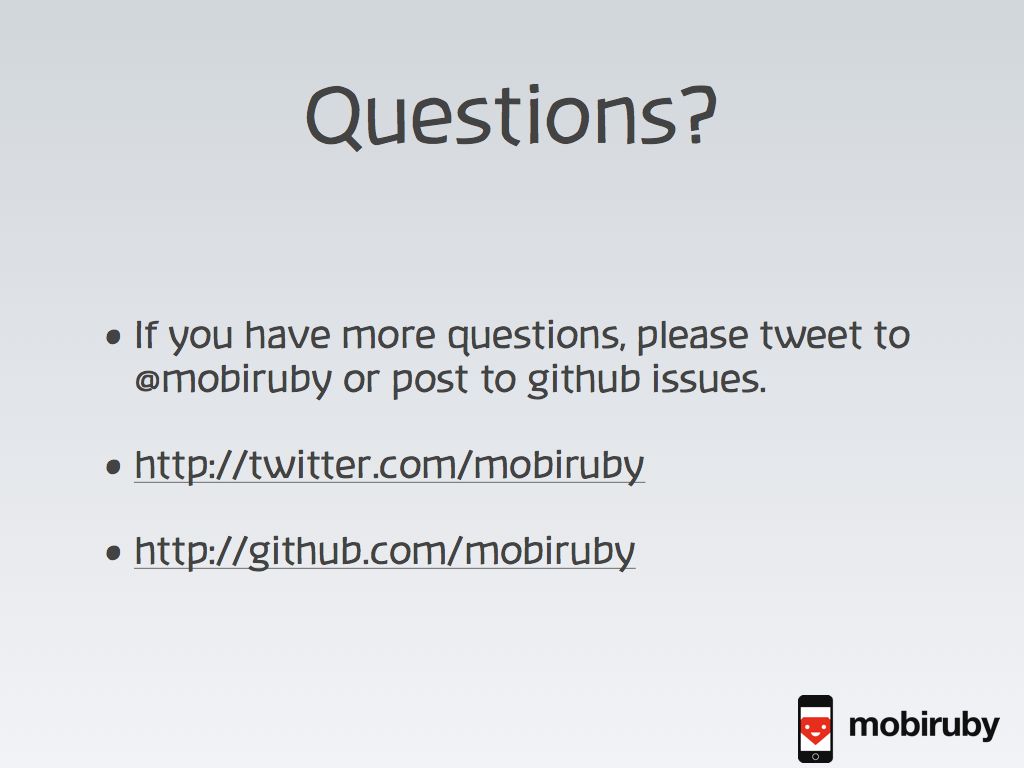 Questions?
• If you have more questions, please tweet to
@mobiruby or post to github issues.
• http://twitter.com/mobiruby
• http://github.com/mobiruby
mobiruby